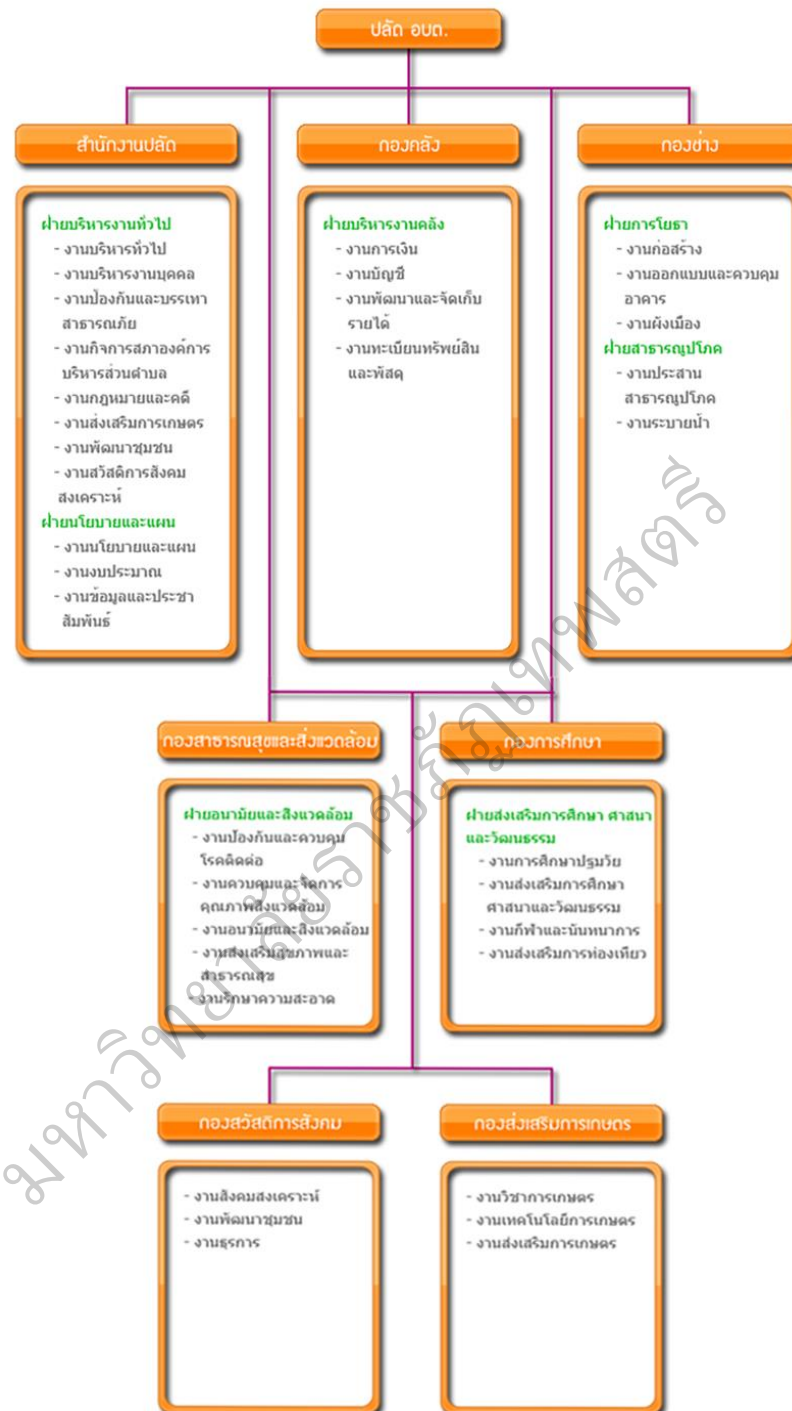 ปลัด อบต.
สำนักงานปลัด
ฝ่ายบริหารงานทั่วไป
- งานบริหารทั่วไป
- งานบริหารงานบุคคล
- งานป้องกันและบรรเทา
สาธารณภัย
- งานกิจการสภาองค์การ
บริหารส่วนตำบล
- งานกฎหมายและคดี
- งานส่งเสริมการเกษตร
- งานพัฒนาชุมชน
- งานสวัสดิการสังคม
สงเคราะห์
ฝ่ายนโยบายและแผน
- งานนโยบายและแผน
- งานงบประมาณ
- งานข้อมูลและประชา
สัมพันธ์
กองคลัง
ฝ่ายบริหารงานคลัง
- งานการเงิน
- งานบัญชี
- งานพัฒนาและจัดเก็บ
รายได้
- งานทะเบียนทรัพย์สิน
และพัสดุ
กองช่าง
ฝ่ายการโยธา
- งานก่อสร้าง
- งานออกแบบและควบคุม
อาคาร
- งานผังเมือง
ฝ่ายสาธารณูปโภค
- งานประสาน
สาธารณูปโภค
- งานระบายน้ำ
กองสาธารณสุขและสิ่งแวดล้อม
ฝ่ายอนามัยและสิ่งแวดล้อม
- งานป้องกันและควบคุม
โรคติดต่อ
- งานควบคุมและจัดการ
คุณภาพสิ่งแวดล้อม
- งานอนามัยและสิ่งแวดล้อม
- งานส่งเสริมสุขภาพและ
สาธารณสุข
- งานรักษาความสะอาด
กองการศึกษา
ฝ่ายส่งเสริมการศึกษา ศาสนา
และวัฒนธรรม
- งานการศึกษาปฐมวัย
- งานส่งเสริมการศึกษา
ศาสนาและวัฒนธรรม
- งานกีฬาและนันทนาการ
- งานส่งเสริมการท่องเที่ยว
กองสวัสดิการสังคม
- งานสังคมสงเคราะห์
- งานพัฒนาชุมชน
- งานธุรการ
กองส่งเสริมการเกษตร
- งานวิชาการเกษตร
- งานเทคโนโลยีการเกษตร
- งานส่งเสริมการเกษตร
มหาวิทยาลัยราชภัฏเทพสตรี